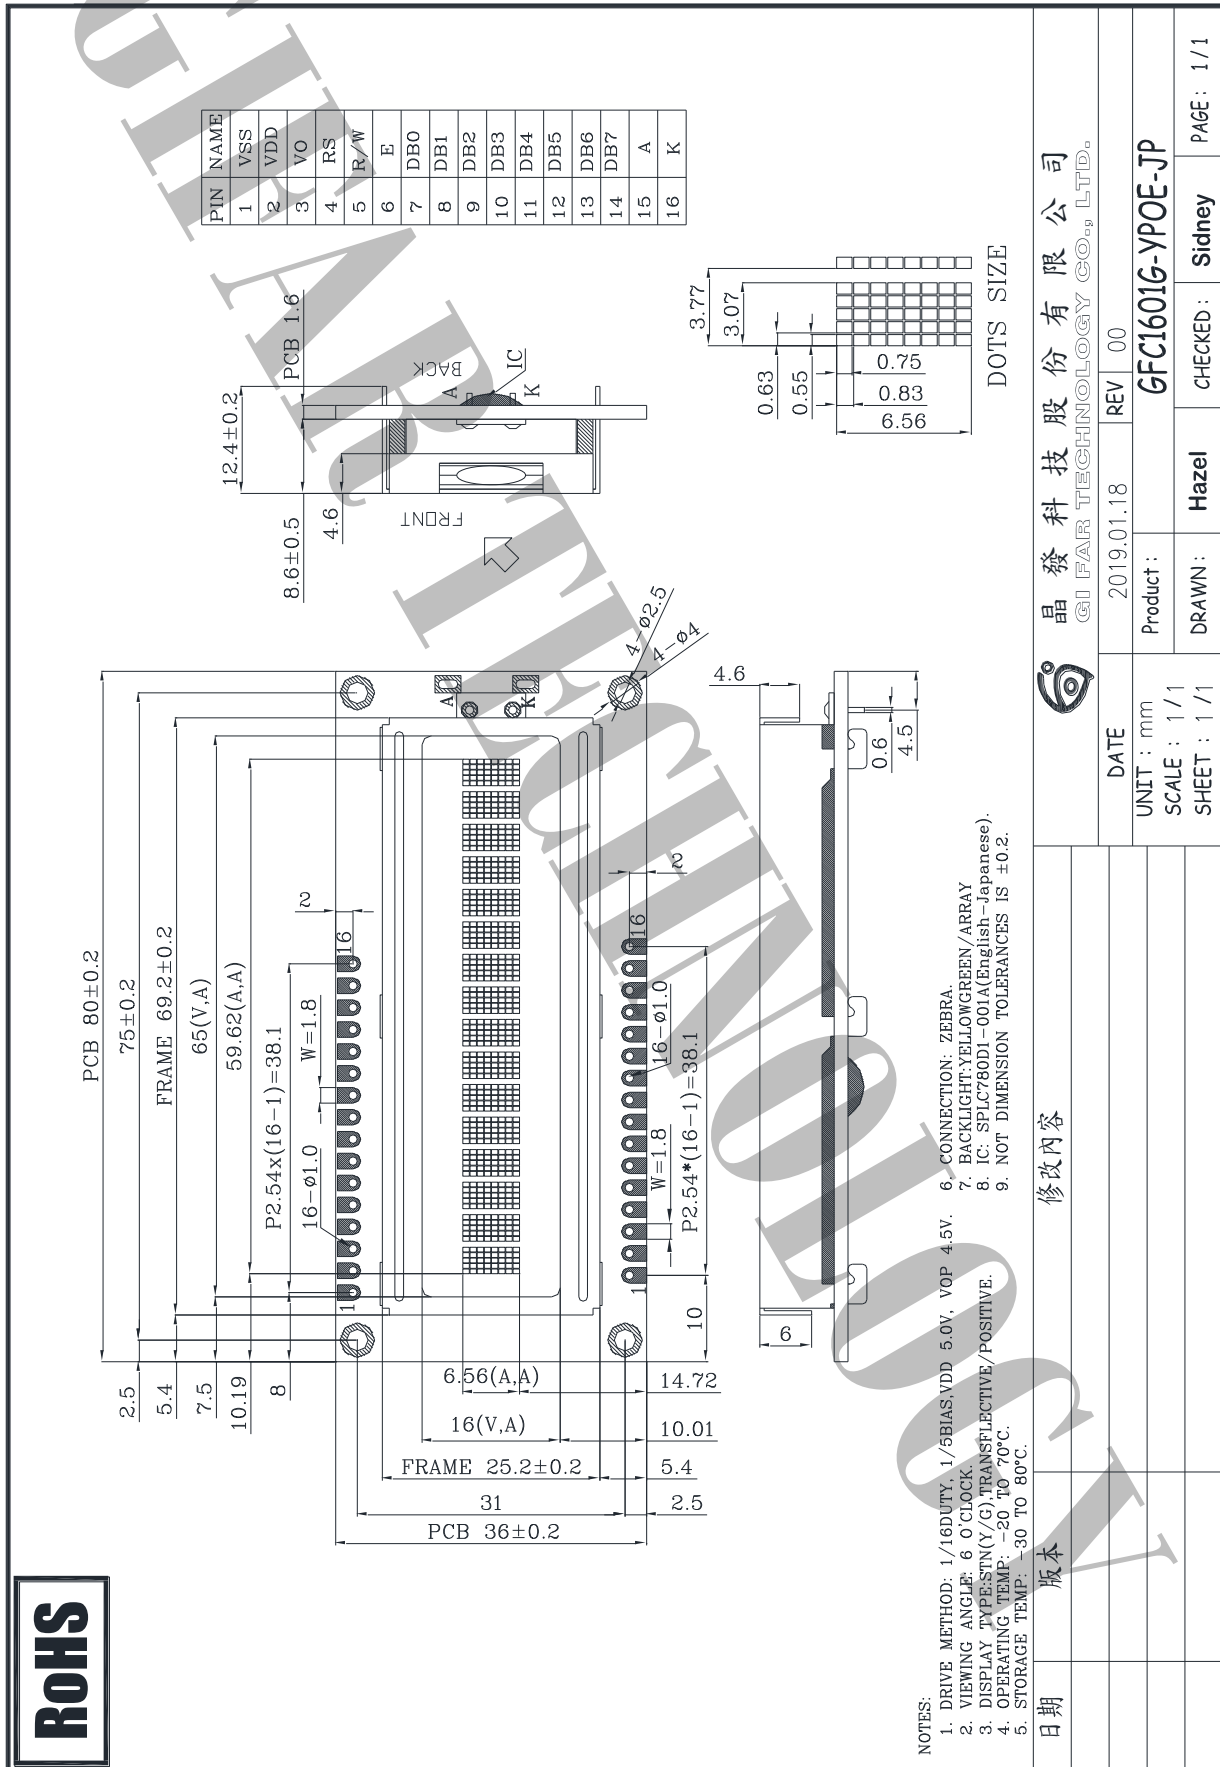 RoHS
PCB 80±0.2
75±0.2
FRAME 69.2±0.2
65(V,A)
59.62(A,A)
P2.54x(16-1)=38.1
16-ø1.0
W=1.8
2
2.5
5.4
7.5
10.19
8
1
16
A
K
4-ø2.5
4-ø4
2
1
16
W=1.8
16-ø1.0
P2.54*(16-1)=38.1
10
6.56(A,A)
14.72
16(V,A)
10.01
FRAME 25.2±0.2
5.4
31
2.5
PCB 36±0.2
8.6±0.5
12.4±0.2
PCB 1.6
4.6
FRONT
BACK
A
IC
K
PIN NAME
1 VSS
2 VDD
3 VO
4 RS
5 R/W
6 E
7 DB0
8 DB1
9 DB2
10 DB3
11 DB4
12 DB5
13 DB6
14 DB7
15 A
16 K
6
4.6
0.6
4.5
3.77
3.07
0.63
0.55
0.75
0.83
6.56
DOTS SIZE
NOTES:
1. DRIVE METHOD: 1/16DUTY, 1/5BIAS,VDD 5.0V, VOP 4.5V.
2. VIEWING ANGLE: 6 O'CLOCK.
3. DISPLAY TYPE:STN(Y/G),TRANSFLECTIVE/POSITIVE.
4. OPERATING TEMP: -20 TO 70°C.
5. STORAGE TEMP: -30 TO 80°C.
6. CONNECTION: ZEBRA.
7. BACKLIGHT:YELLOWGREEN/ARRAY
8. IC: SPLC780D1-001A(English-Japanese).
9. NOT DIMENSION TOLERANCES IS ±0.2.
日期 版本 修改內容
晶發科技股份有限公司
GI FAR TECHNOLOGY CO., LTD.
DATE 2019.01.18 REV 00
UNIT : mm
SCALE : 1/1
SHEET : 1/1
Product : GFC1601G-YPOE-JP
DRAWN : Hazel CHECKED : Sidney PAGE : 1/1
GIFAR TECHNOLOGY